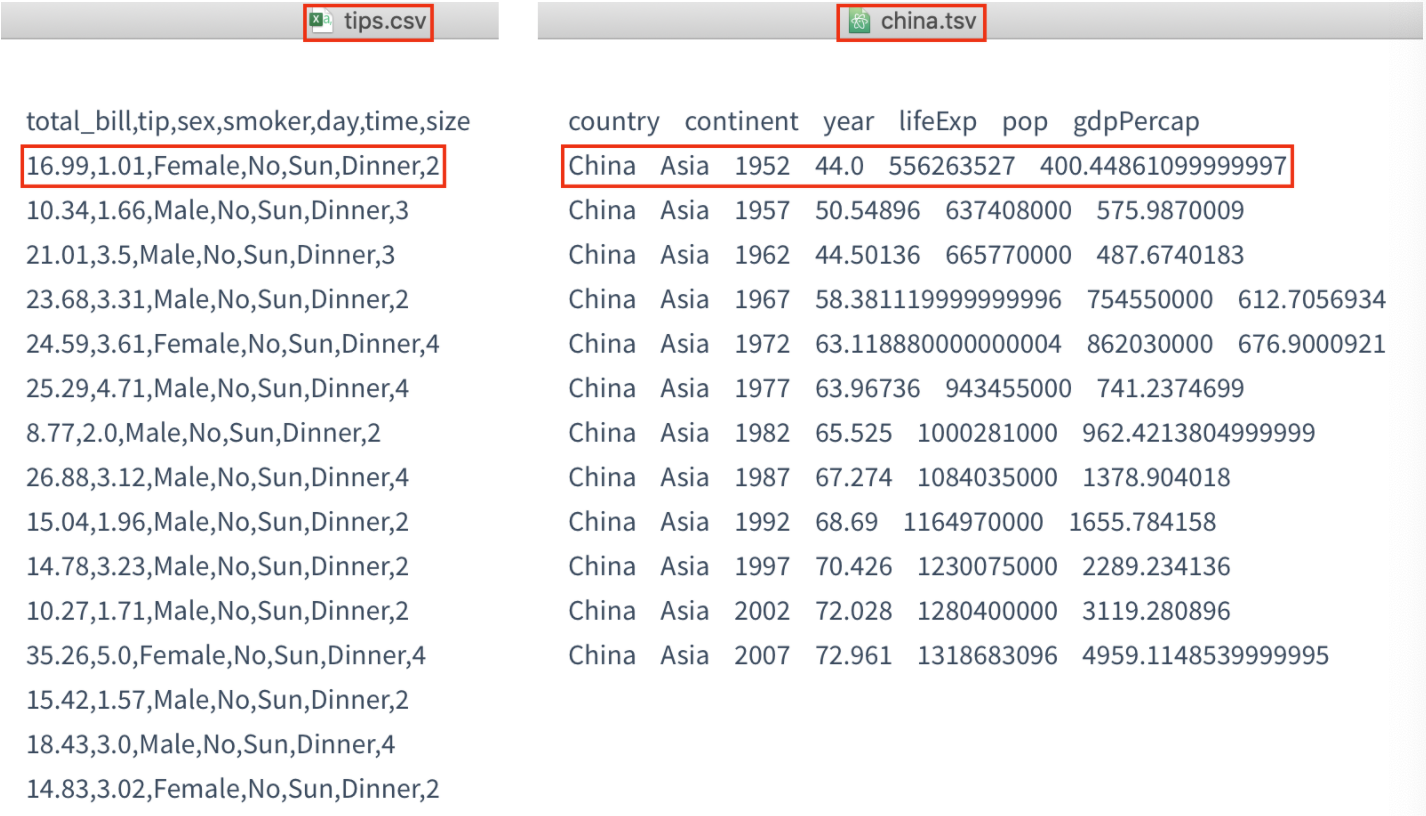 tips.csv
total_bill,tip,sex,smoker,day,time,size
16.99,1.01,Female,No,Sun,Dinner,2
10.34,1.66,Male,No,Sun,Dinner,3
21.01,3.5,Male,No,Sun,Dinner,3
23.68,3.31,Male,No,Sun,Dinner,2
24.59,3.61,Female,No,Sun,Dinner,4
25.29,4.71,Male,No,Sun,Dinner,4
8.77,2.0,Male,No,Sun,Dinner,2
26.88,3.12,Male,No,Sun,Dinner,4
15.04,1.96,Male,No,Sun,Dinner,2
14.78,3.23,Male,No,Sun,Dinner,2
10.27,1.71,Male,No,Sun,Dinner,2
35.26,5.0,Female,No,Sun,Dinner,4
15.42,1.57,Male,No,Sun,Dinner,2
18.43,3.0,Male,No,Sun,Dinner,4
14.83,3.02,Female,No,Sun,Dinner,2
china.tsv
country continent year lifeExp pop gdpPercap
China Asia 1952 44.0 556263527 400.44861099999997
China Asia 1957 50.54896 637408000 575.9870009
China Asia 1962 44.50136 665770000 487.6740183
China Asia 1967 58.381119999999996 754550000 612.7056934
China Asia 1972 63.118880000000004 862030000 676.9000921
China Asia 1977 63.96736 943455000 741.2374699
China Asia 1982 65.525 1000281000 962.4213804999999
China Asia 1987 67.274 1084035000 1378.904018
China Asia 1992 68.69 1164970000 1655.784158
China Asia 1997 70.426 1230075000 2289.234136
China Asia 2002 72.028 1280400000 3119.280896
China Asia 2007 72.961 1318683096 4959.1148539999995